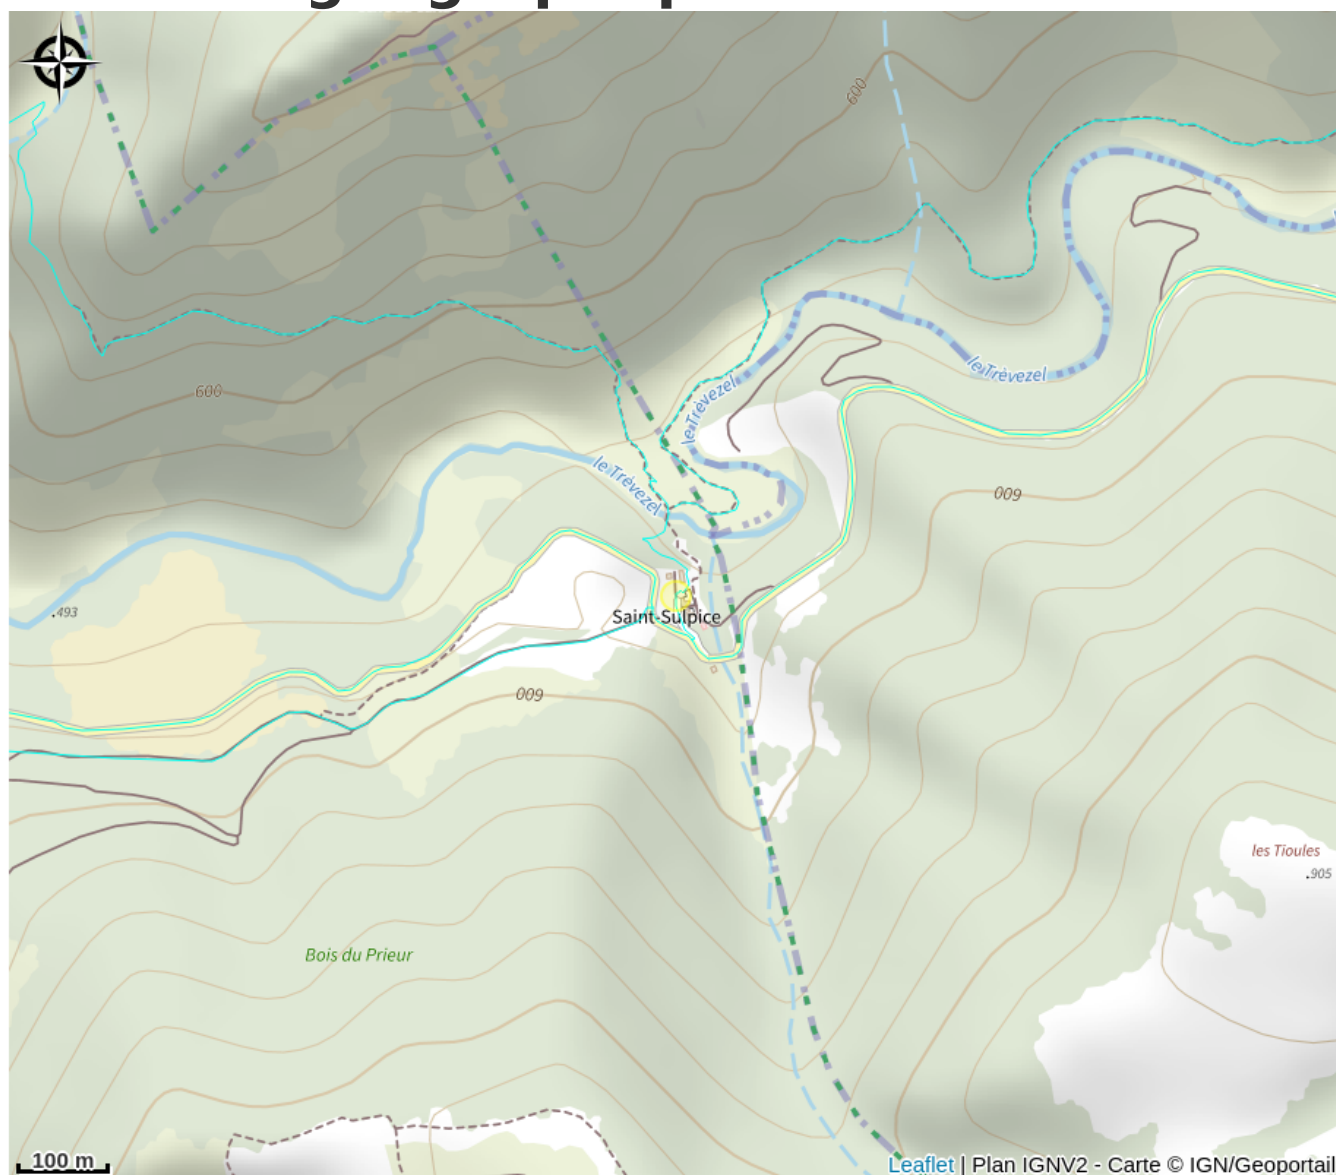 600
le Trévezel
600
le Trévezel
009
le Trévezel
.493
Saint-Sulpice
009
les Tioules
.905
Bois du Prieur
100 m
Leaflet | Plan IGNV2 - Carte © IGN/Geoportail